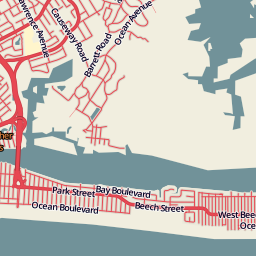 Lawrence Avenue
Causeway Road
Barrett Road
Ocean Avenue
Bay Boulevard
Park Street
Beech Street
Ocean Boulevard
West Bee
Oce